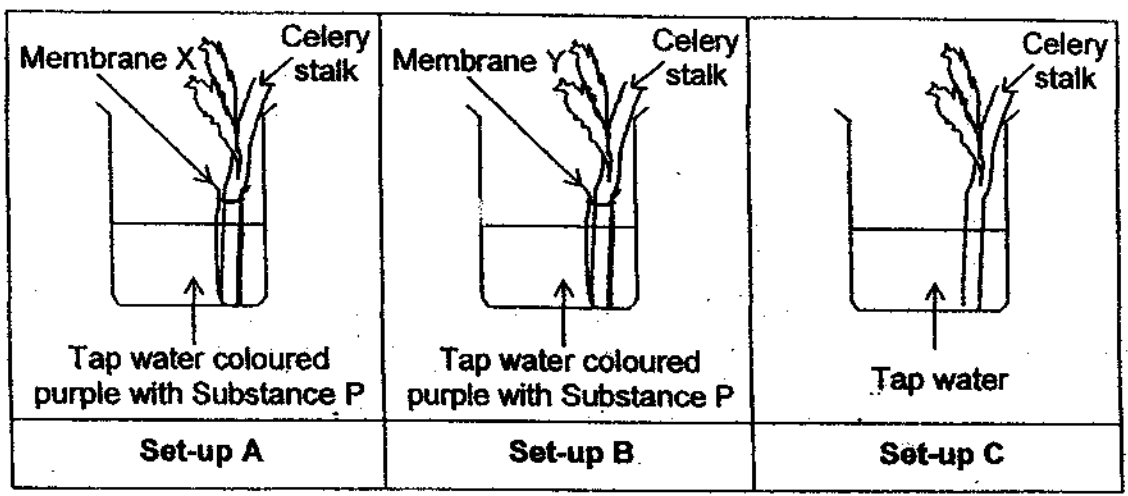 Membrane X
Celery
stalk
Tap water coloured
purple with Substance P
Set-up A
Membrane Y
Celery
stalk
Tap water coloured
purple with Substance P
Set-up B
Celery
stalk
Tap water
Set-up C